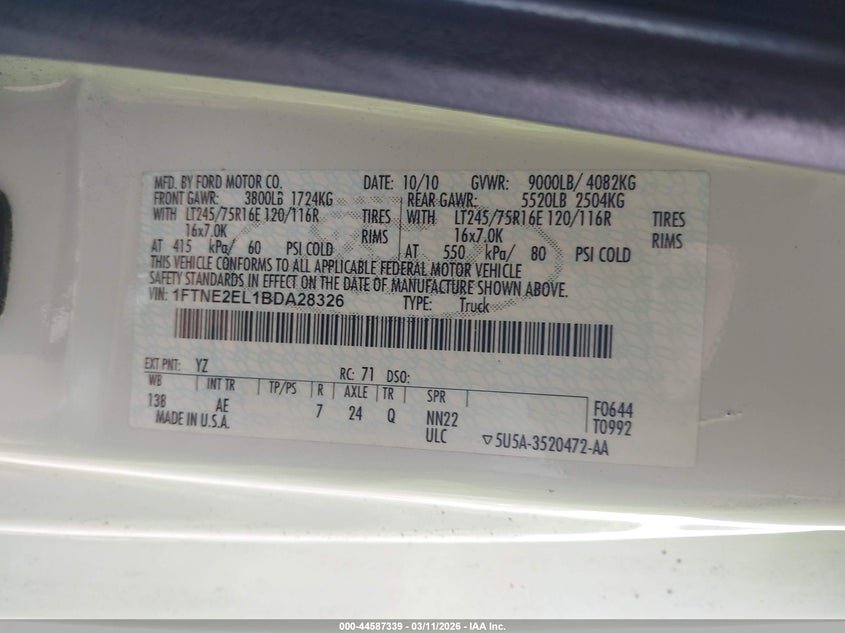 MFD. BY FORD MOTOR CO. DATE: 10/10 GVWR: 9000LB/ 4082KG
FRONT GAWR: 3800LB 1724KG REAR GAWR: 5520LB 2504KG
WITH LT245/75R16E 120/116R TIRES WITH LT245/75R16E 120/116R TIRES
16x7.0K RIMS 16x7.0K RIMS
AT 415 kPa/ 60 PSI COLD AT 550 kPa/ 80 PSI COLD
THIS VEHICLE CONFORMS TO ALL APPLICABLE FEDERAL MOTOR VEHICLE
SAFETY STANDARDS IN EFFECT ON THE DATE OF MANUFACTURE SHOWN ABOVE.
VIN: 1FTNE2EL1BDA28326 TYPE: Truck
EXT PNT: YZ RC: 71 DSO:
WB INT TR TP/PS R AXLE TR SPR
138 AE 7 24 Q NN22 F0644
MADE IN U.S.A. ULC T0992
5U5A-3520472-AA
000-44587339 - 03/11/2026 - IAA Inc.